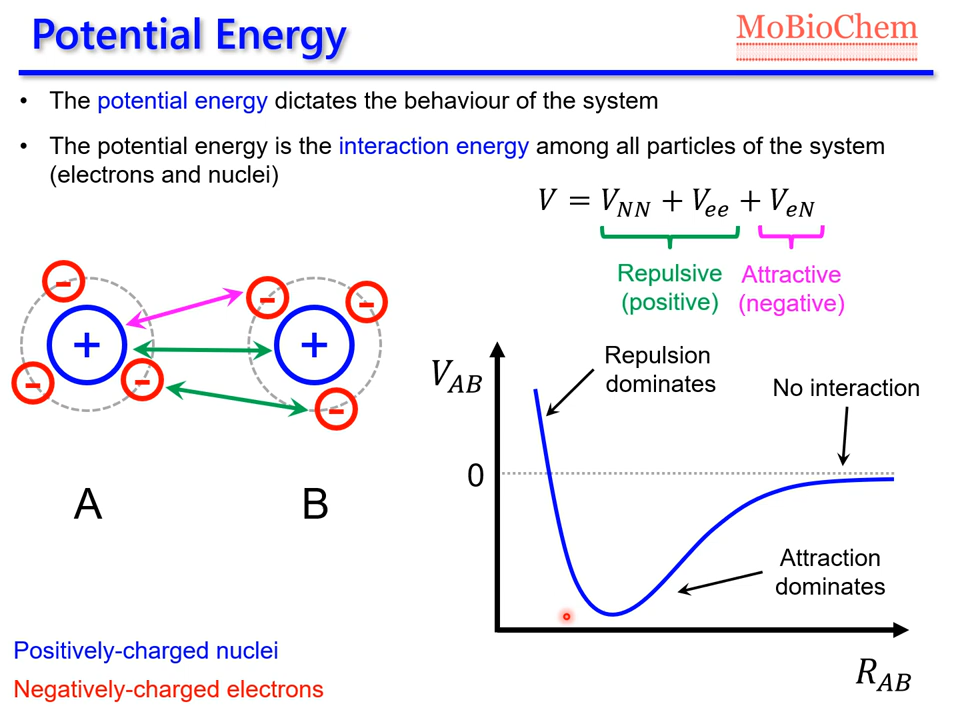 Potential Energy
MoBioChem
• The potential energy dictates the behaviour of the system
• The potential energy is the interaction energy among all particles of the system
(electrons and nuclei)
V = V_NN + V_ee + V_eN
Repulsive
(positive)
Attractive
(negative)
-
-
-
+
-
-
-
+
A
B
V_AB
0
Repulsion
dominates
No interaction
Attraction
dominates
R_AB
Positively-charged nuclei
Negatively-charged electrons